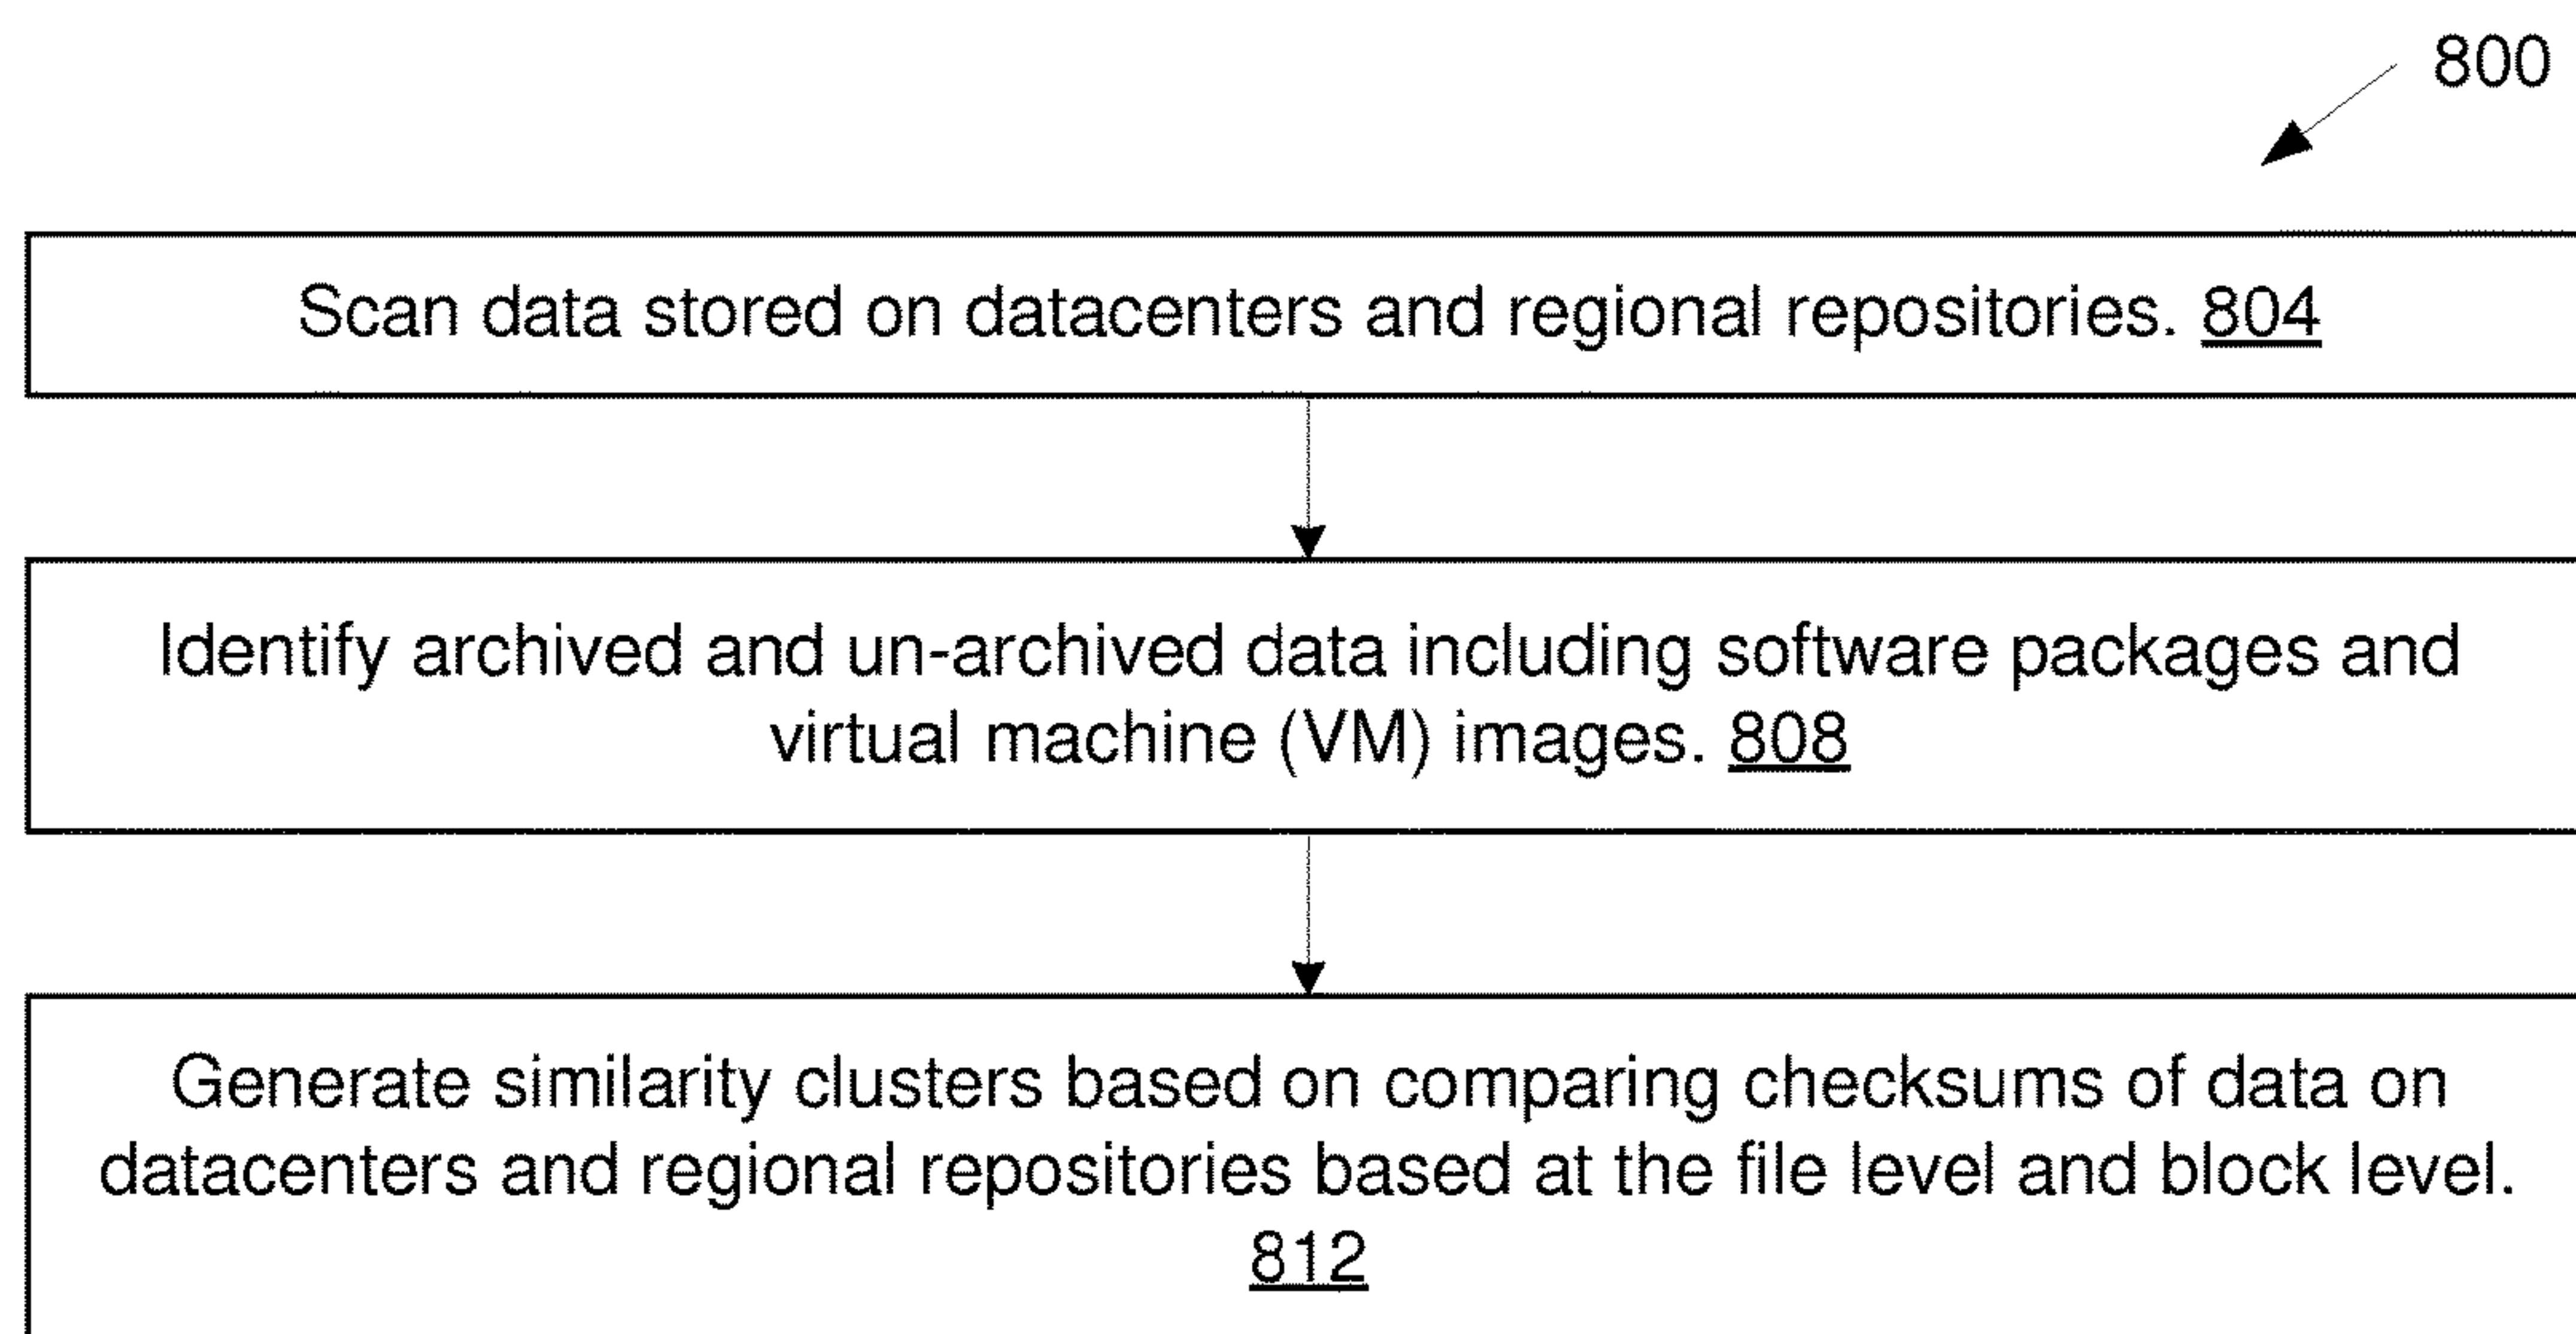 800
Scan data stored on datacenters and regional repositories. 804
Identify archived and un-archived data including software packages and
virtual machine (VM) images. 808
Generate similarity clusters based on comparing checksums of data on
datacenters and regional repositories based at the file level and block level.
812